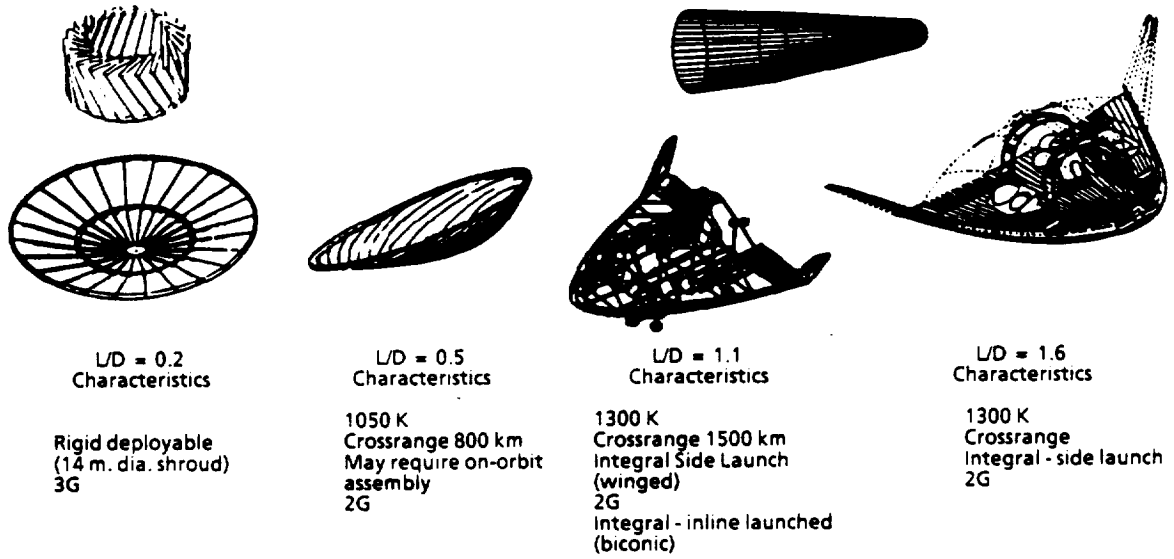 L/D = 0.2
Characteristics
Rigid deployable
(14 m. dia. shroud)
3G
L/D = 0.5
Characteristics
1050 K
Crossrange 800 km
May require on-orbit
assembly
2G
L/D = 1.1
Characteristics
1300 K
Crossrange 1500 km
Integral Side Launch
(winged)
2G
Integral - inline launched
(biconic)
L/D = 1.6
Characteristics
1300 K
Crossrange
Integral - side launch
2G